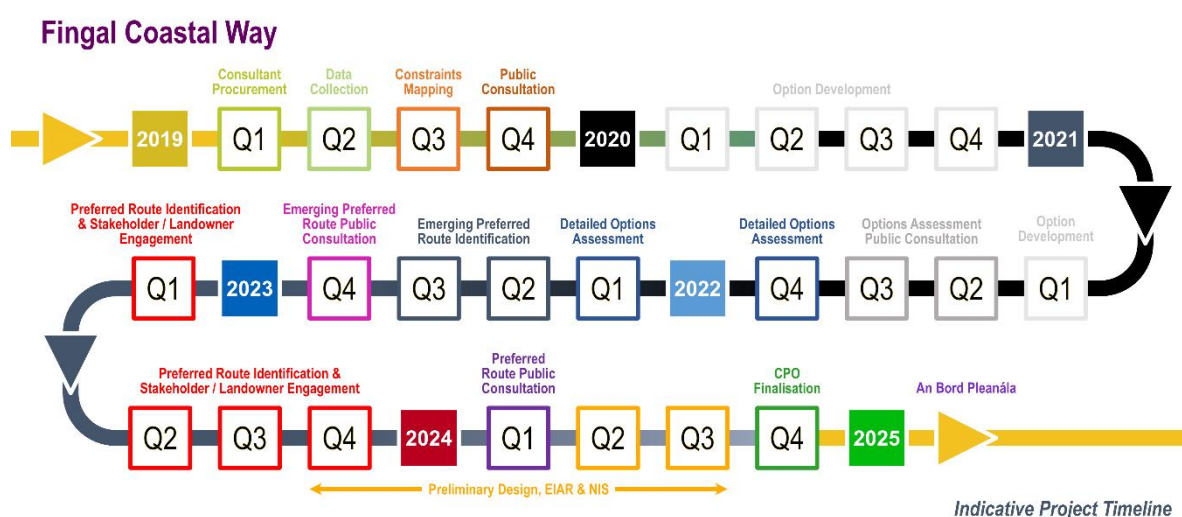 Fingal Coastal Way
Consultant
Procurement
Data
Collection
Constraints
Mapping
Public
Consultation
Option Development
2019
Q1
Q2
Q3
Q4
2020
Q1
Q2
Q3
Q4
2021
Preferred Route Identification
& Stakeholder / Landowner
Engagement
Emerging Preferred
Route Public
Consultation
Emerging Preferred
Route Identification
Detailed Options
Assessment
Detailed Options
Assessment
Options Assessment
Public Consultation
Option
Development
Q1
2023
Q4
Q3
Q2
Q1
2022
Q4
Q3
Q2
Q1
Preferred Route Identification &
Stakeholder / Landowner Engagement
Preferred
Route Public
Consultation
CPO
Finalisation
An Bord Pleanála
Q2
Q3
Q4
2024
Q1
Q2
Q3
Q4
2025
Preliminary Design, EIAR & NIS
Indicative Project Timeline